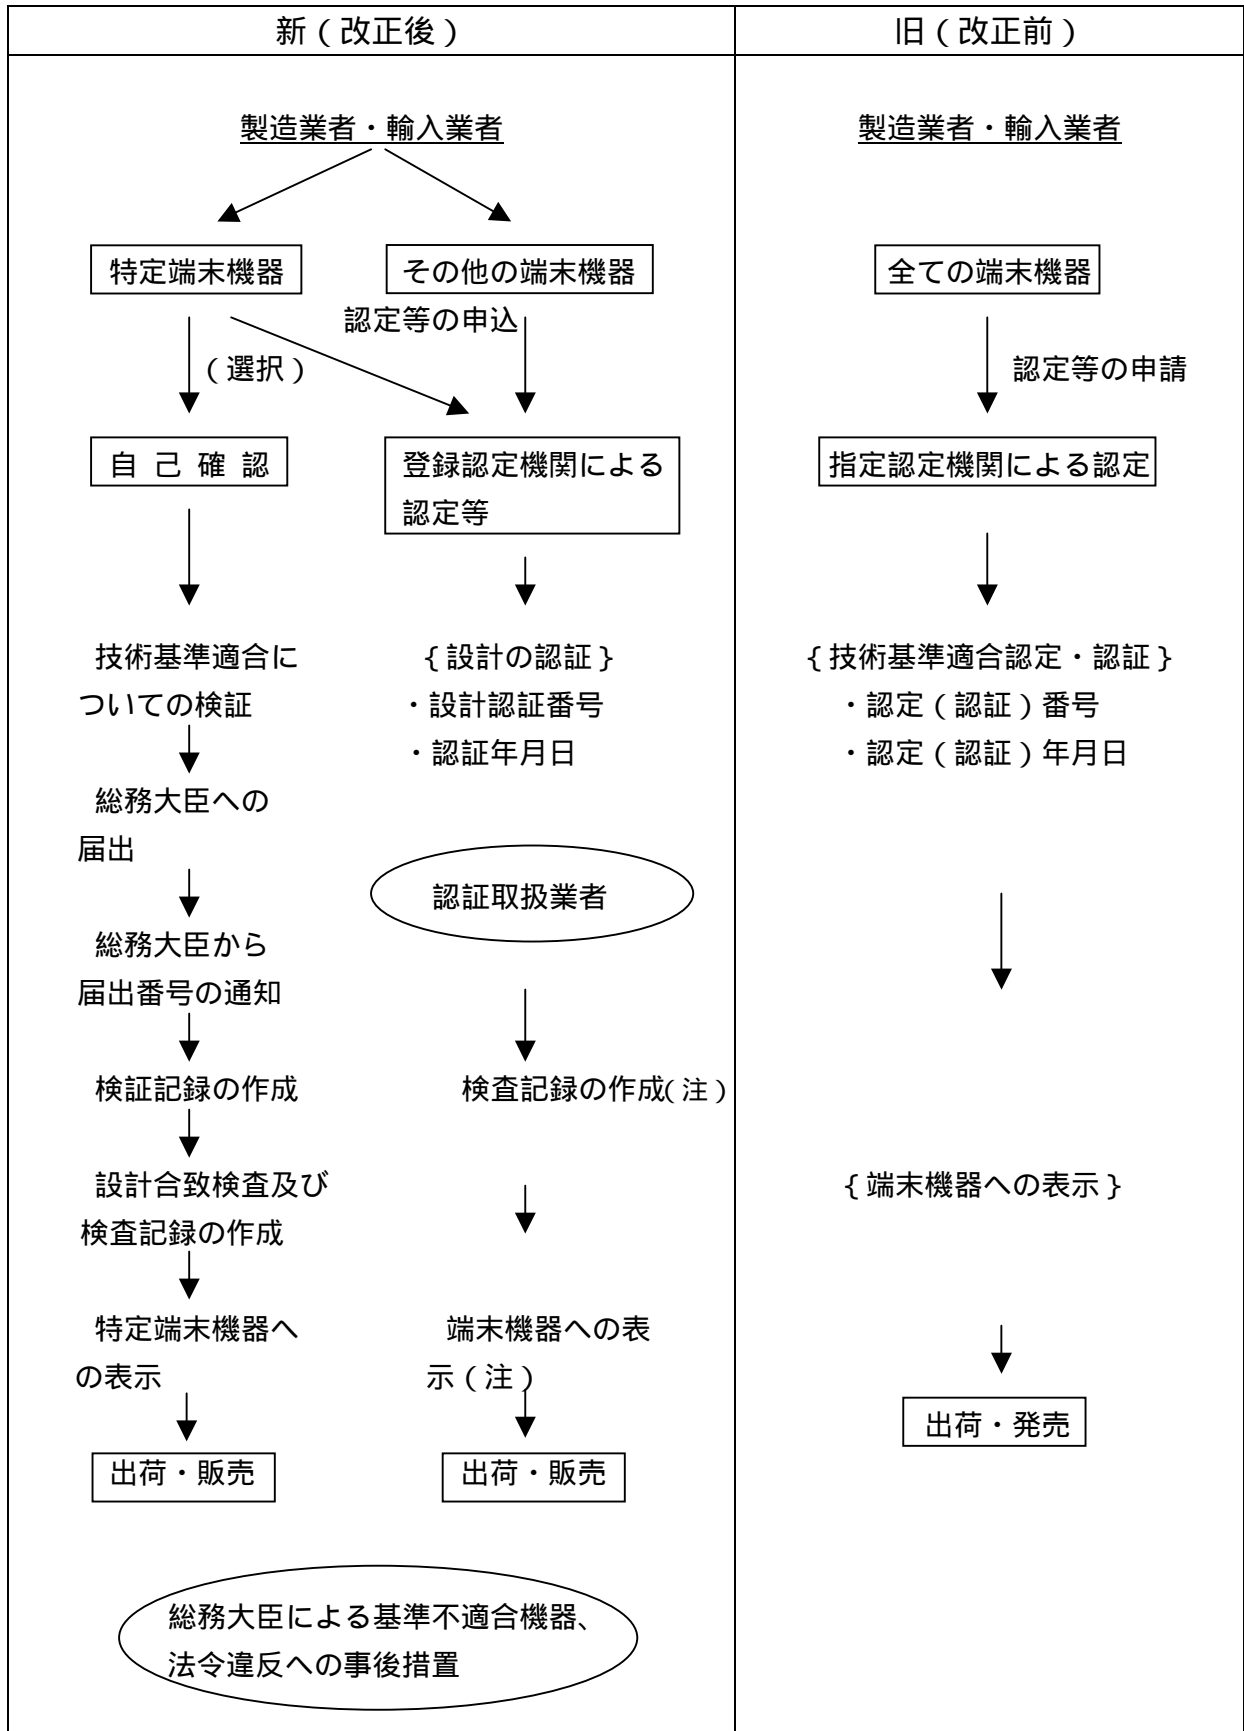 新(改正後)
旧(改正前)
製造業者・輸入業者
特定端末機器
その他の端末機器
認定等の申込
(選択)
自己確認
登録認定機関による
認定等
技術基準適合に
ついての検証
総務大臣への
届出
総務大臣から
届出番号の通知
検証記録の作成
設計合致検査及び
検査記録の作成
特定端末機器へ
の表示
出荷・販売
{設計の認証}
・設計認証番号
・認証年月日
認証取扱業者
検査記録の作成(注)
端末機器への表
示(注)
出荷・販売
総務大臣による基準不適合機器、
法令違反への事後措置
製造業者・輸入業者
全ての端末機器
認定等の申請
指定認定機関による認定
{技術基準適合認定・認証}
・認定(認証)番号
・認定(認証)年月日
{端末機器への表示}
出荷・発売